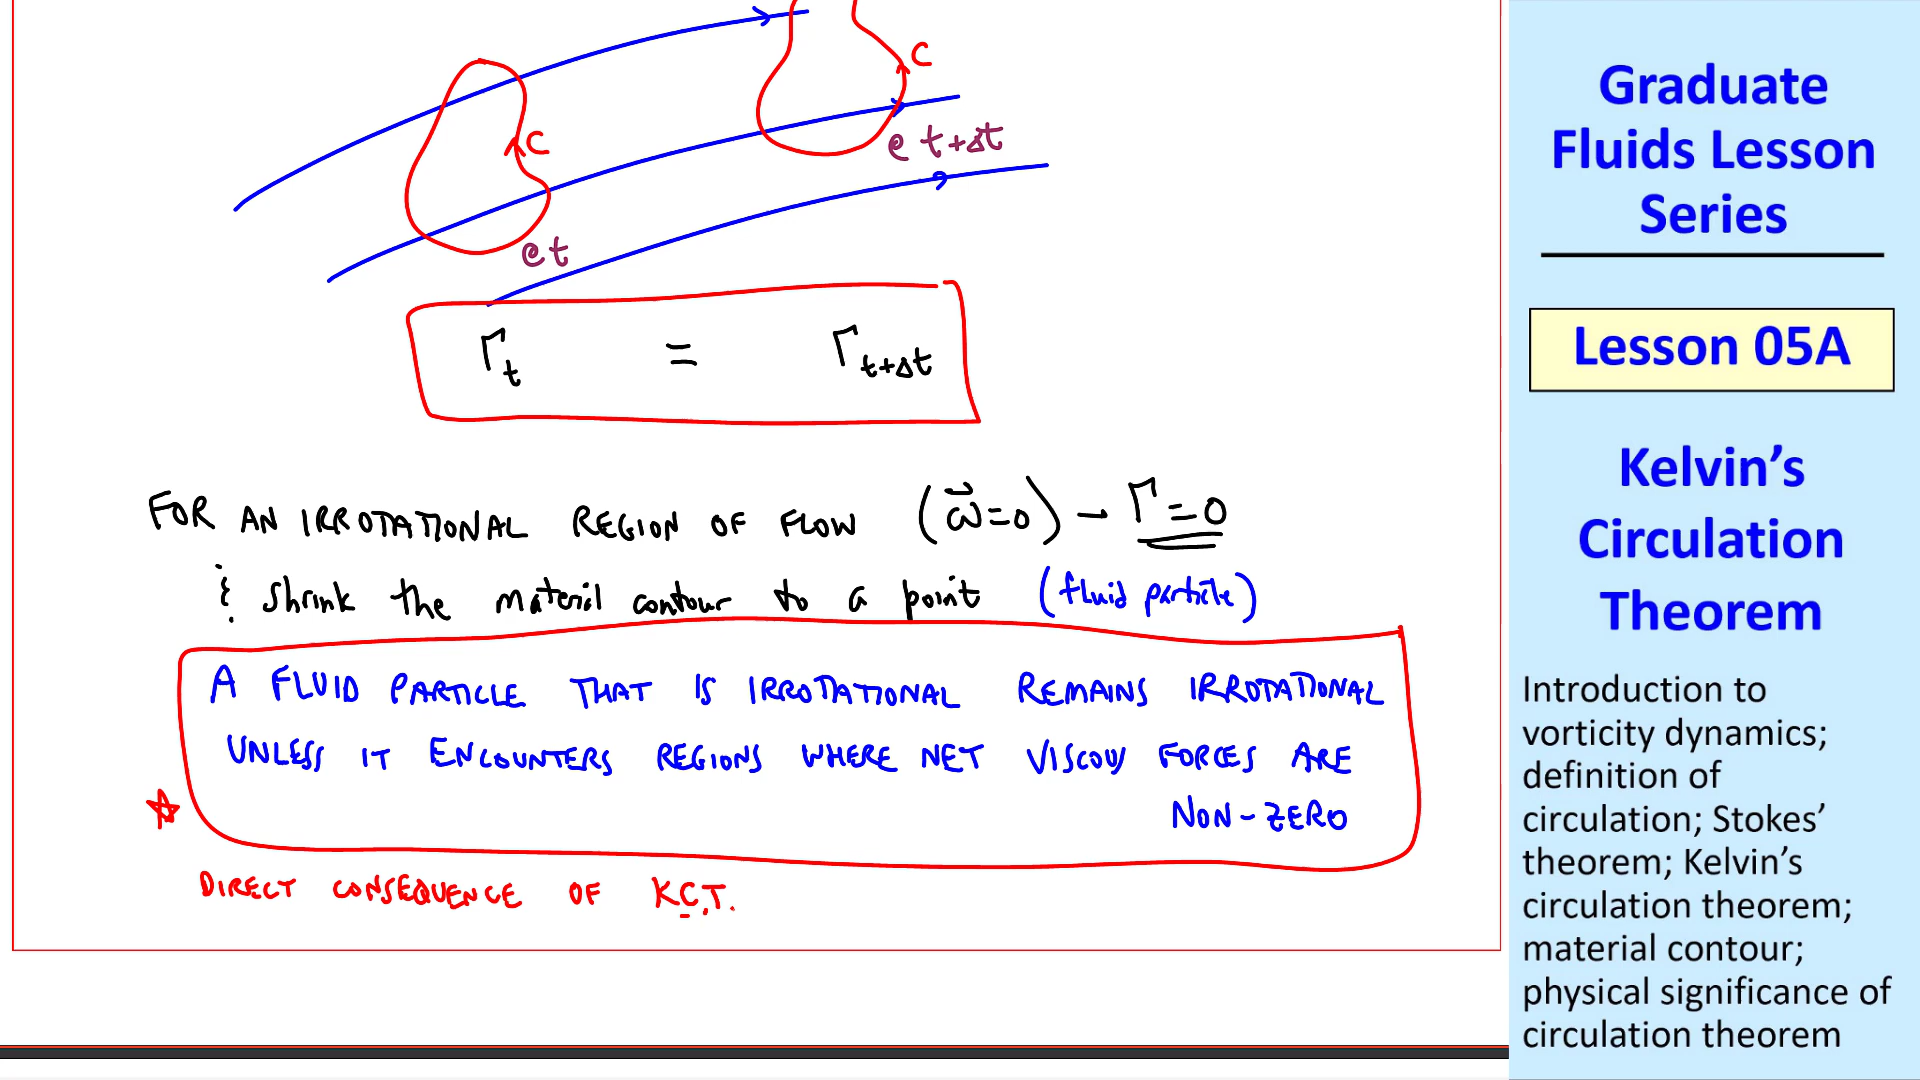 C
C
@ t+Δt
@ t
Γt = Γt+Δt
FOR AN IRROTATIONAL REGION OF FLOW (ω⃗=0) – Γ=0
& shrink the material contour to a point (fluid particle)
A FLUID PARTICLE THAT IS IRROTATIONAL REMAINS IRROTATIONAL
UNLESS IT ENCOUNTERS REGIONS WHERE NET VISCOUS FORCES ARE
NON-ZERO
DIRECT CONSEQUENCE OF K.C.T.
Graduate
Fluids Lesson
Series
Lesson 05A
Kelvin’s
Circulation
Theorem
Introduction to
vorticity dynamics;
definition of
circulation; Stokes’
theorem; Kelvin’s
circulation theorem;
material contour;
physical significance of
circulation theorem